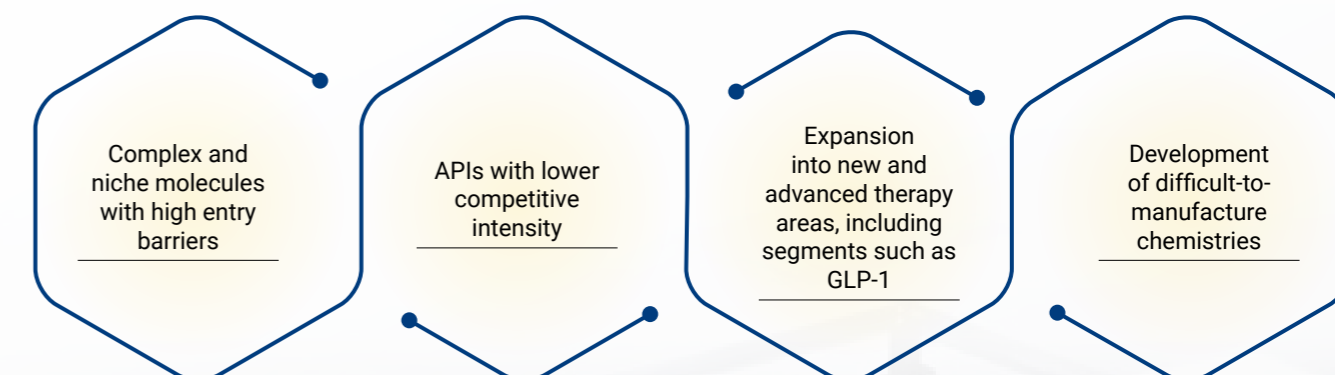 Complex and
niche molecules
with high entry
barriers
APIs with lower
competitive
intensity
Expansion
into new and
advanced therapy
areas, including
segments such as
GLP-1
Development
of difficult-to-
manufacture
chemistries